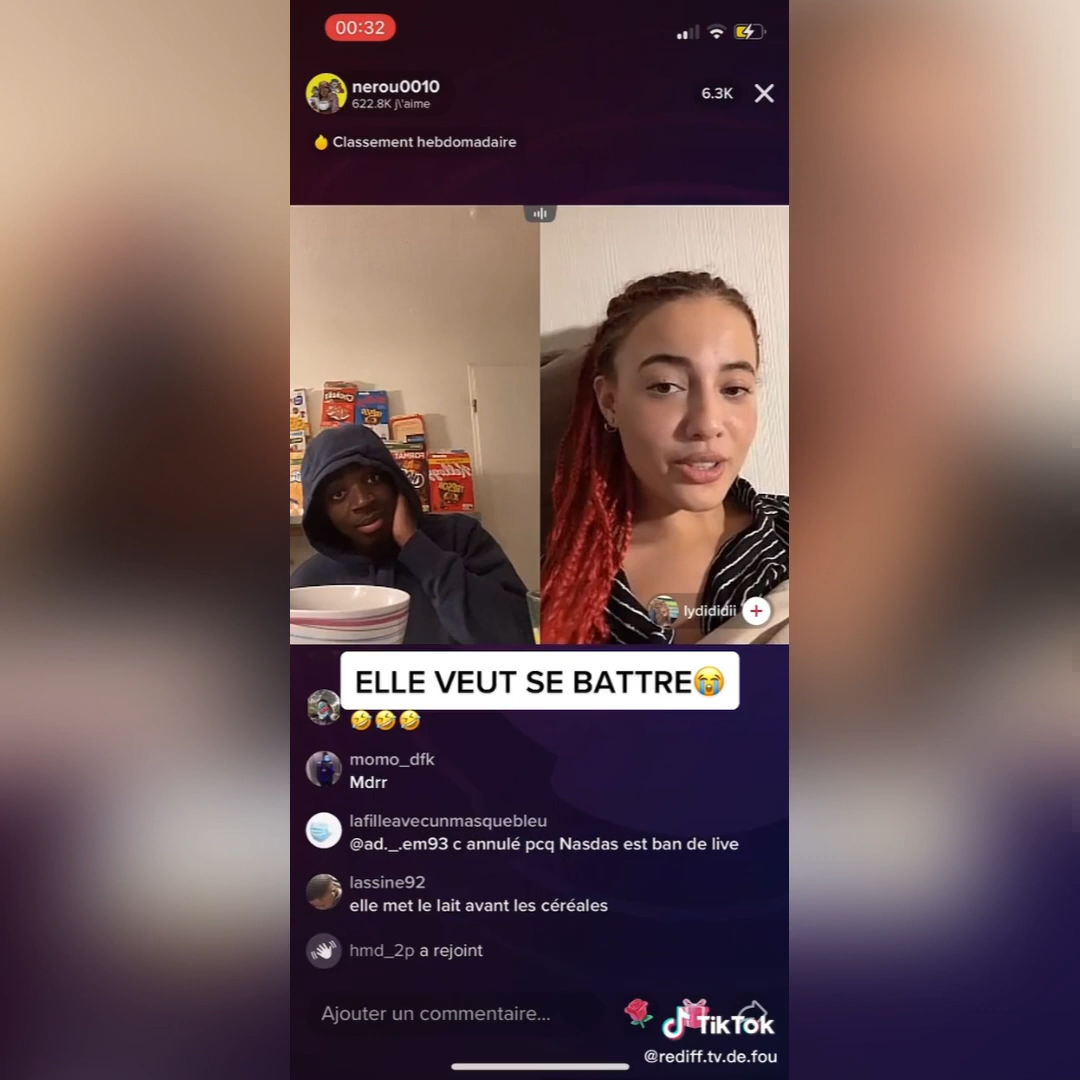 00:32
nerou0010
622.8K j\'aime
6.3K
Classement hebdomadaire
lydididii
ELLE VEUT SE BATTRE😭
🤣🤣🤣
momo_dfk
Mdrr
lafilleavecunmasquebleu
@ad._.em93 c annulé pcq Nasdas est ban de live
lassine92
elle met le lait avant les céréales
hmd_2p a rejoint
Ajouter un commentaire...
TikTok
@rediff.tv.de.fou